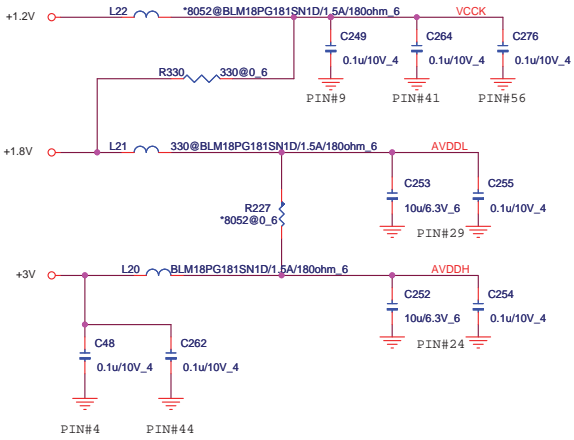 +1.2V L22 *8052@BLM18PG181SN1D/1.5A/180ohm_6 VCCK
C249 C264 C276
0.1u/10V_4 0.1u/10V_4 0.1u/10V_4
R330 330@0_6
PIN#9 PIN#41 PIN#56
+1.8V L21 330@BLM18PG181SN1D/1.5A/180ohm_6 AVDDL
C253 C255
10u/6.3V_6 0.1u/10V_4
R227
*8052@0_6
PIN#29
+3V L20 BLM18PG181SN1D/1.5A/180ohm_6 AVDDH
C252 C254
10u/6.3V_6 0.1u/10V_4
PIN#24
C48 C262
0.1u/10V_4 0.1u/10V_4
PIN#4 PIN#44